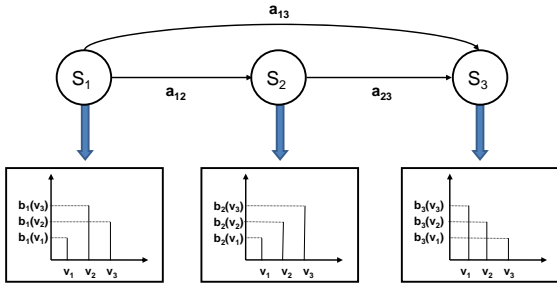 a13
S1
S2
S3
a12
a23
b1(v3)
b1(v2)
b1(v1)
v1 v2 v3
b2(v3)
b2(v2)
b2(v1)
v1 v2 v3
b3(v3)
b3(v2)
b3(v1)
v1 v2 v3